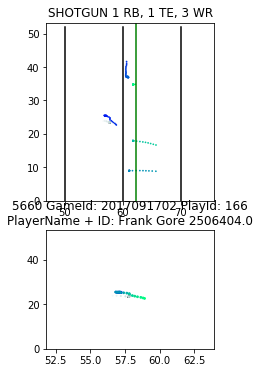 SHOTGUN 1 RB, 1 TE, 3 WR
50
40
30
20
10
0
50 60 70
5660 GameId: 2017091702 PlayId: 166
PlayerName + ID: Frank Gore 2506404.0
40
20
0
52.5 55.0 57.5 60.0 62.5